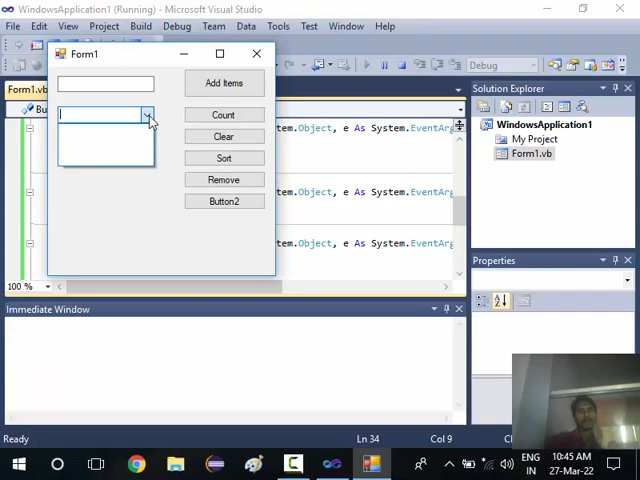 WindowsApplication1 (Running) - Microsoft Visual Studio
File Edit View Project Build Debug Team Data Tools Test Window Help
Form1
Debug
Add Items
Form1.vb
Solution Explorer
Count
tem.Object, e As System.EventArg
WindowsApplication1
Clear
My Project
Sort
Form1.vb
Remove
tem.Object, e As System.EventArg
Button2
tem.Object, e As System.EventArg
Properties
100 %
Immediate Window
Ready
Ln 34
Col 9
ENG
10:45 AM
IN
27-Mar-22